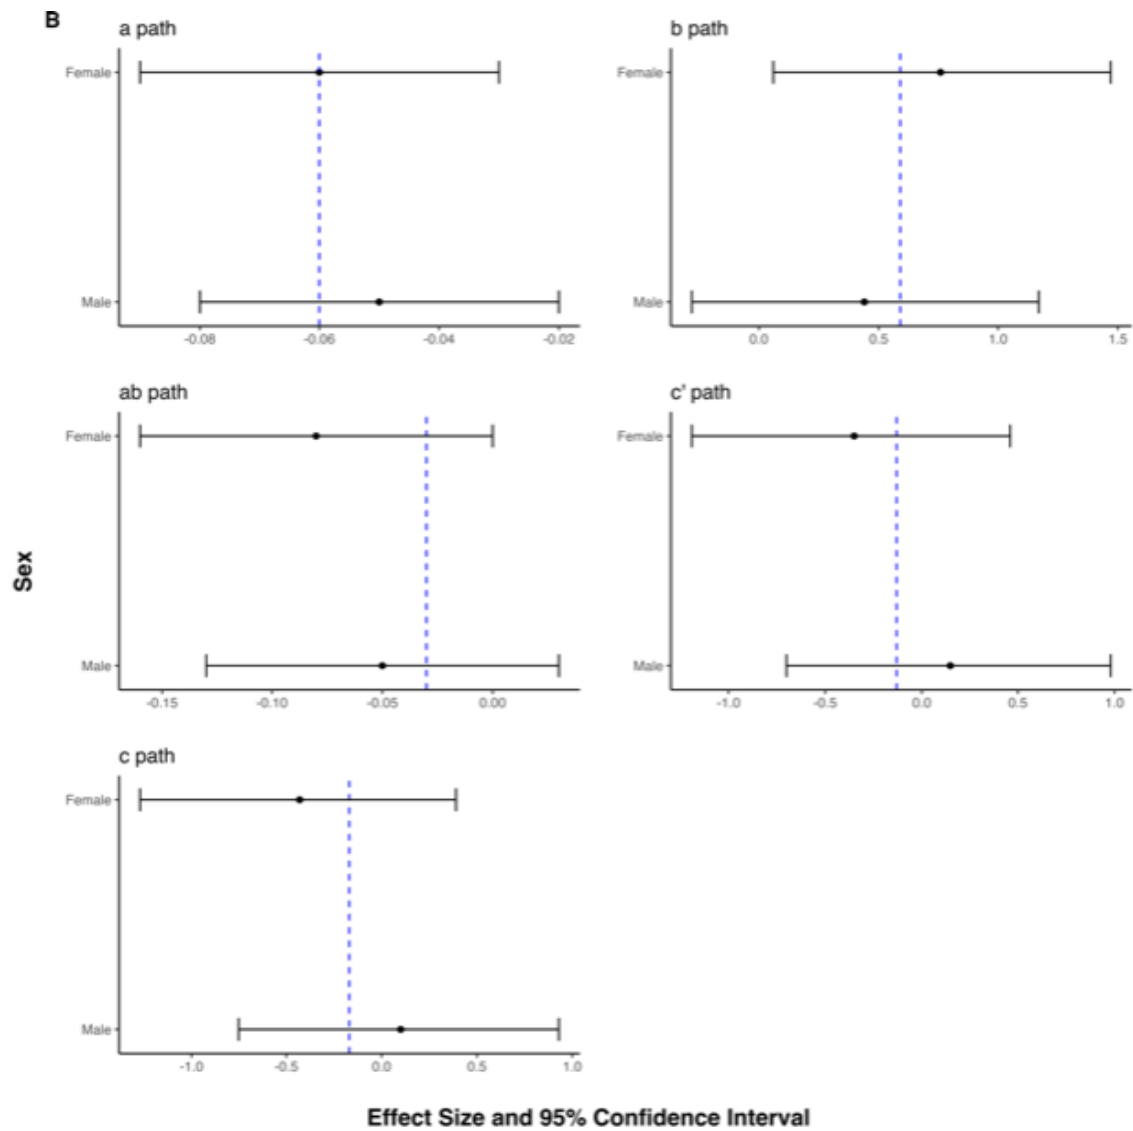 B
a path
Female
Male
-0.08 -0.06 -0.04 -0.02
b path
Female
Male
0.0 0.5 1.0 1.5
ab path
Female
Male
-0.15 -0.10 -0.05 0.00
c' path
Female
Male
-1.0 -0.5 0.0 0.5 1.0
c path
Female
Male
-1.0 -0.5 0.0 0.5 1.0
Sex
Effect Size and 95% Confidence Interval